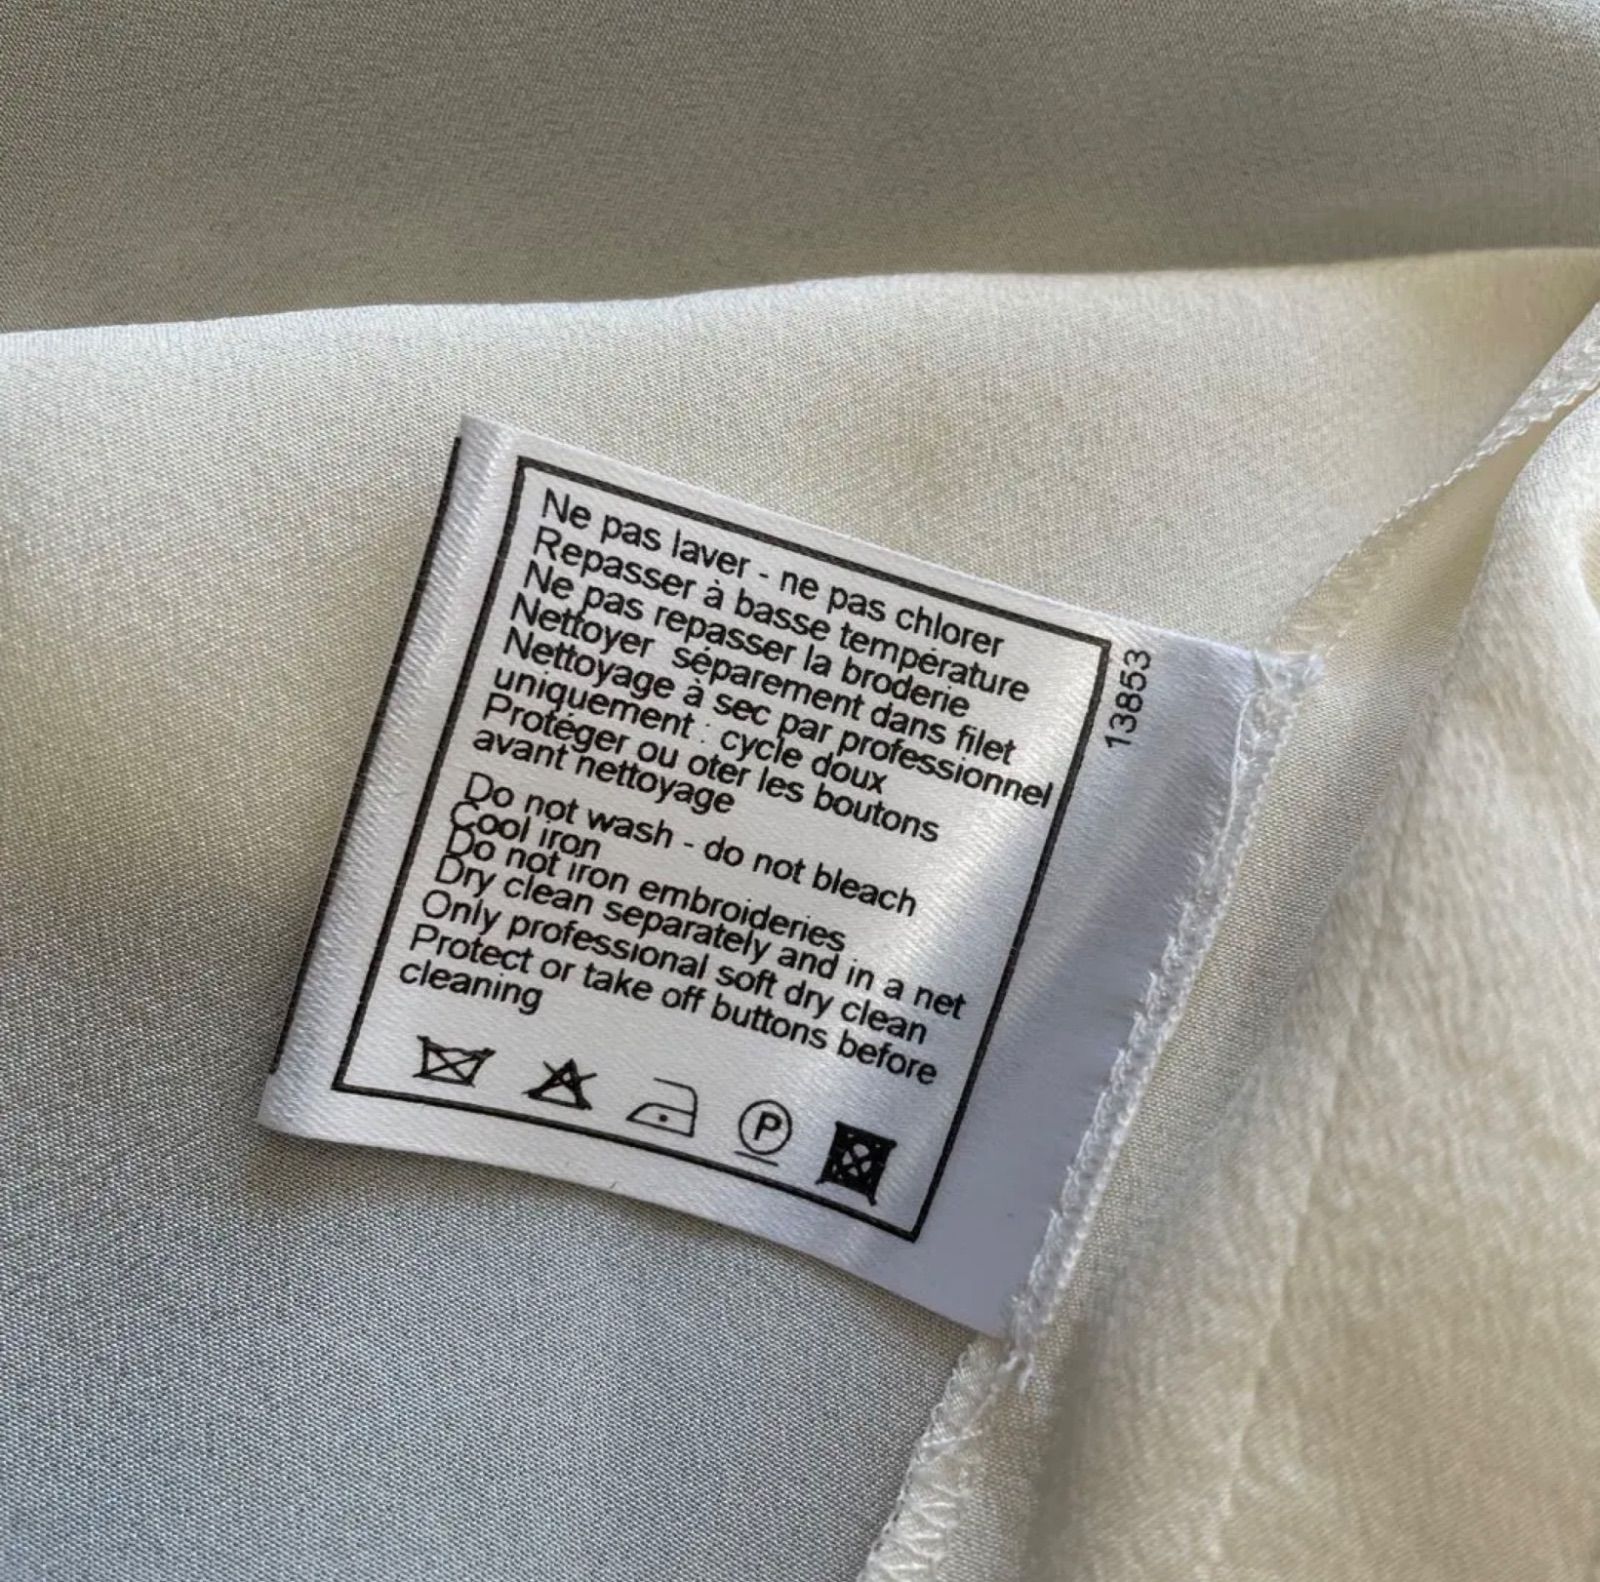 Ne pas laver - ne pas chlorer
Repasser à basse température
Ne pas repasser la broderie
Nettoyer séparement dans filet
Nettoyage à sec par professionnel
uniquement : cycle doux
Protéger ou oter les boutons
avant nettoyage
Do not wash - do not bleach
Cool iron
Do not iron embroideries
Dry clean separately and in a net
Only professional soft dry clean
Protect or take off buttons before
cleaning
P
13853